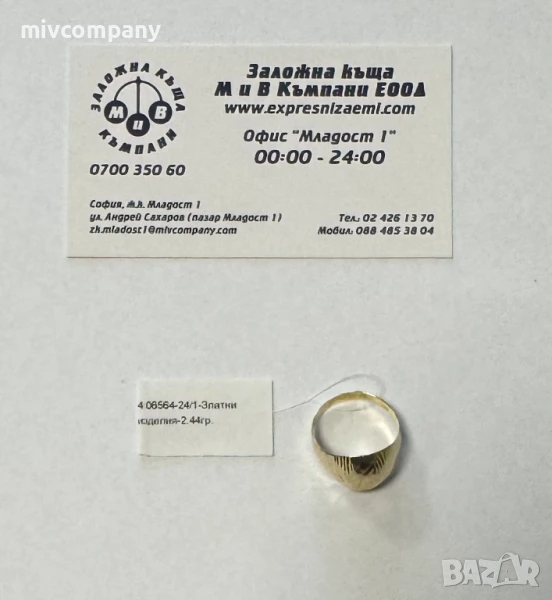 mivcompany
ЗАЛОЖНА КЪЩА
М и В
КЪМПАНИ
0700 350 60
Заложна къща
М и В Къмпани ЕООД
www.expresnizaemi.com
Офис "Младост 1"
00:00 - 24:00
София, ж.к. Младост 1
ул. Андрей Сахаров (пазар Младост 1)
zk.mladost1@mivcompany.com
Тел.: 02 426 13 70
Мобил.: 088 485 38 04
4.06564-24/1-Златни
изделия-2.44гр.
BAZAR